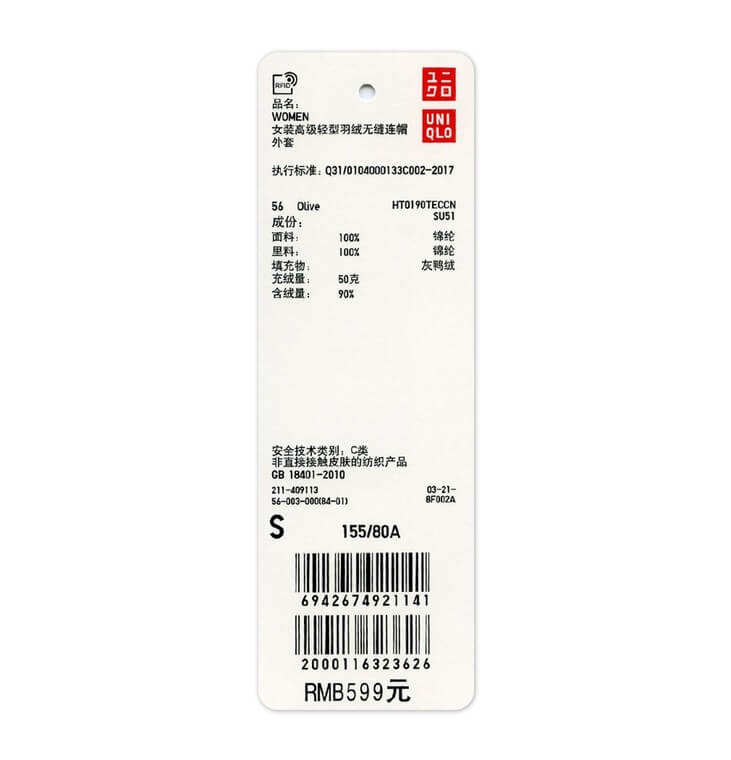 RFID
ユニ
クロ
UNI
QLO
品名:
WOMEN
女装高级轻型羽绒无缝连帽
外套
执行标准: Q31/0104000133C002-2017
56 Olive HT0190TECCN
SU51
成份:
面料: 100% 锦纶
里料: 100% 锦纶
填充物: 灰鸭绒
充绒量: 50克
含绒量: 90%
安全技术类别: C类
非直接接触皮肤的纺织产品
GB 18401-2010
211-409113 03-21-
56-003-000(84-01) BF002A
S 155/80A
6942674921141
2000116323626
RMB599元